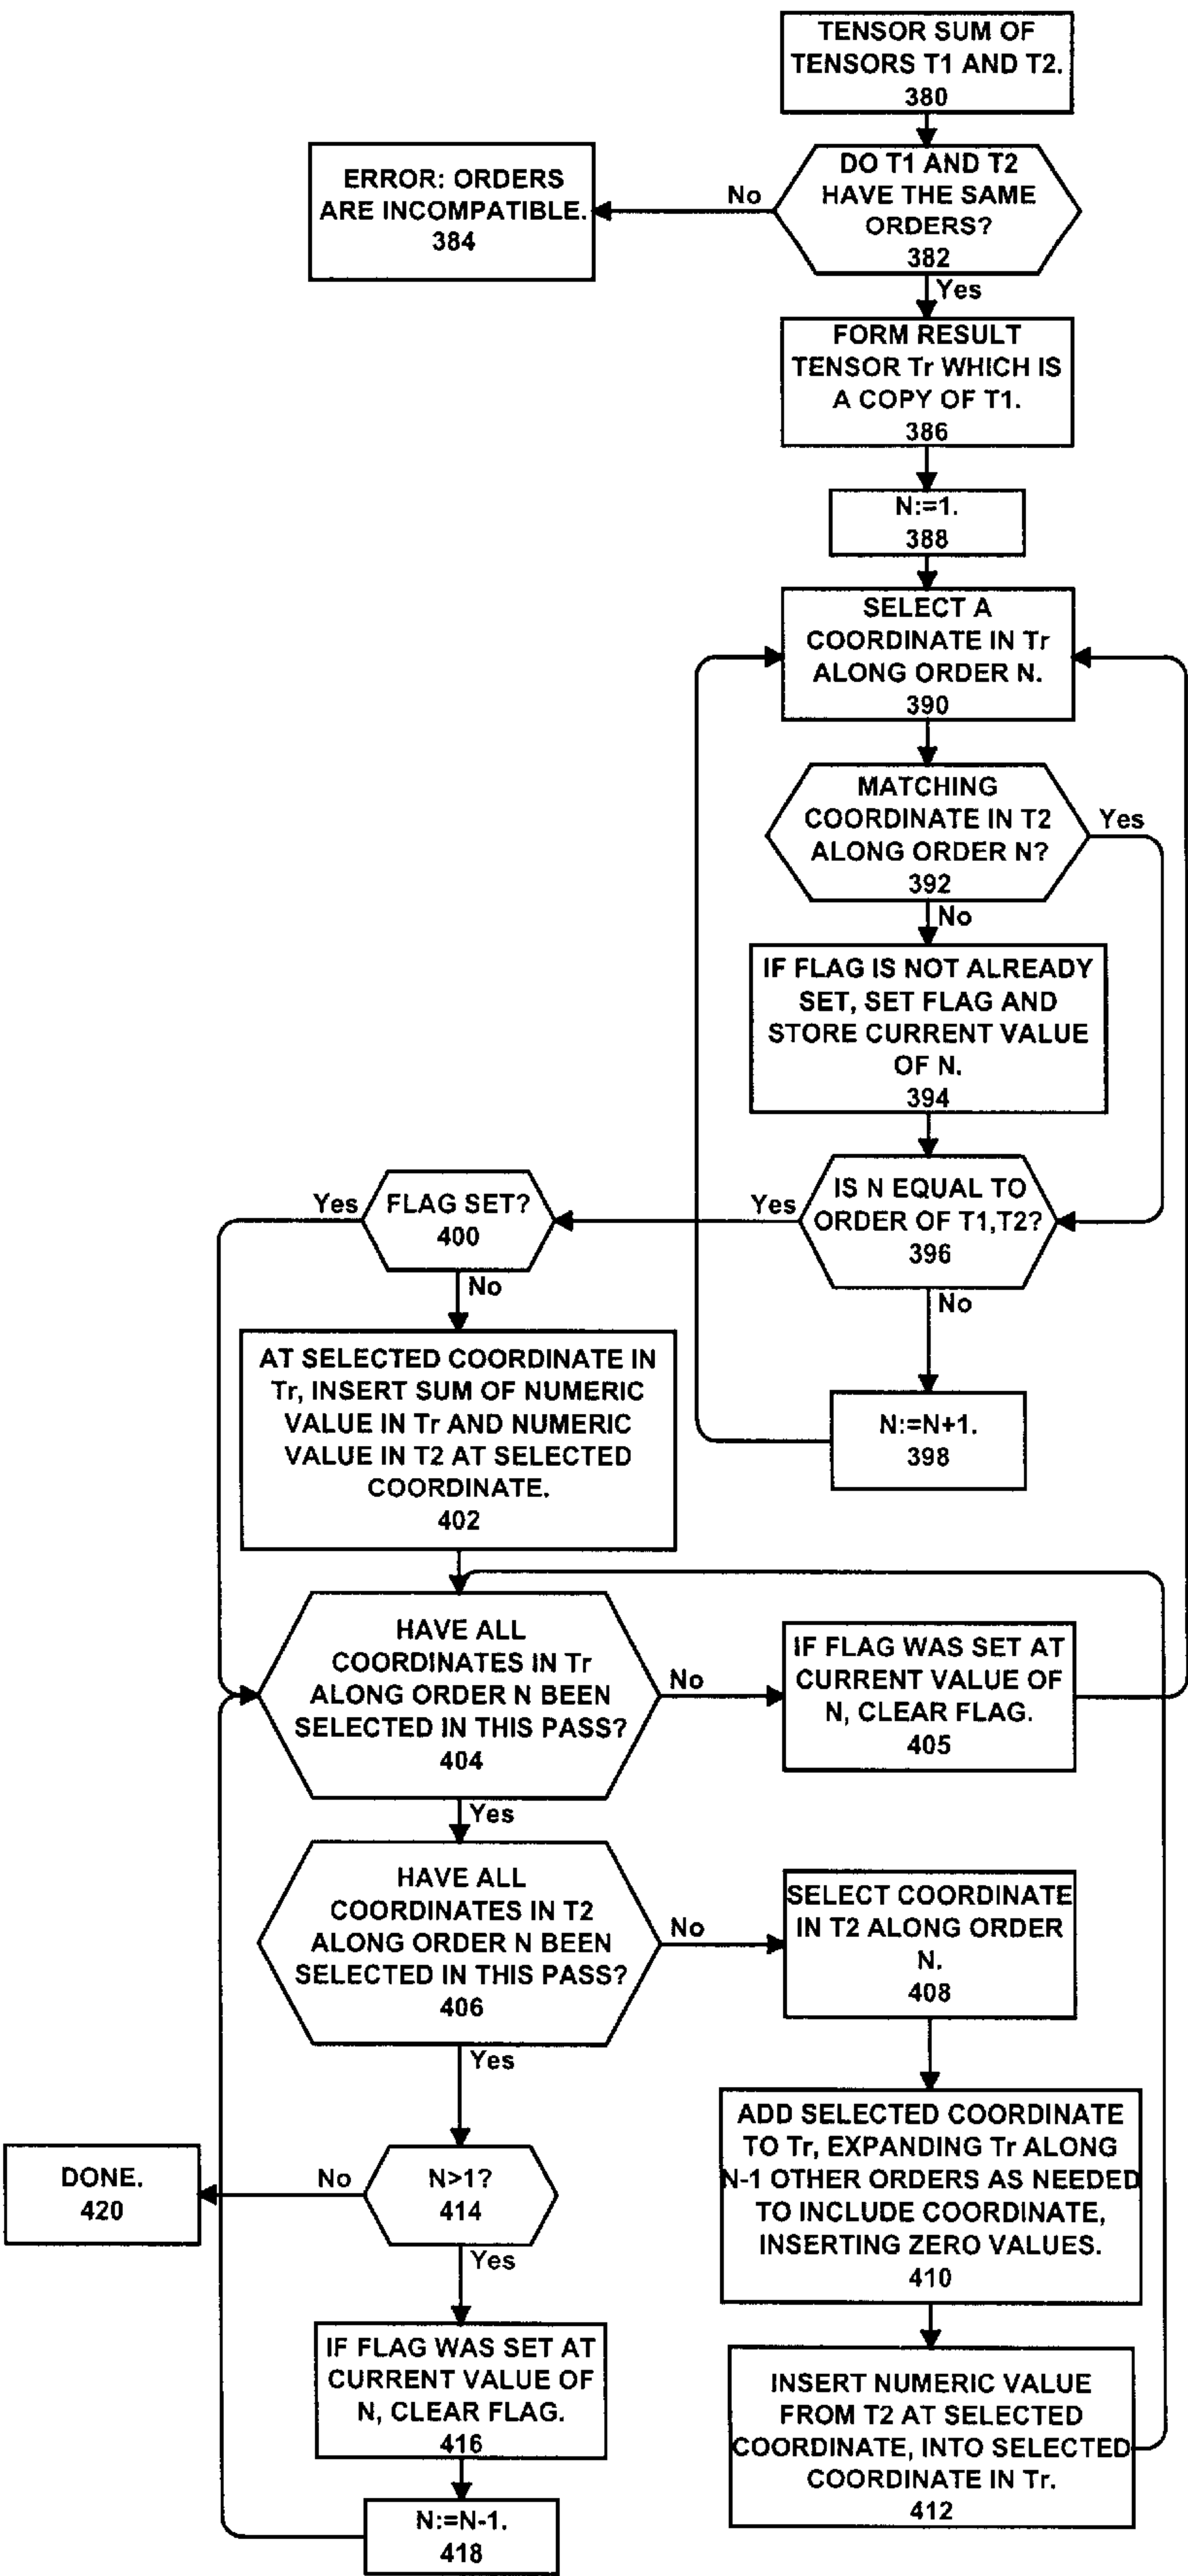 TENSOR SUM OF
TENSORS T1 AND T2.
380
DO T1 AND T2
HAVE THE SAME
ORDERS?
382
No
ERROR: ORDERS
ARE INCOMPATIBLE.
384
Yes
FORM RESULT
TENSOR Tr WHICH IS
A COPY OF T1.
386
N:=1.
388
SELECT A
COORDINATE IN Tr
ALONG ORDER N.
390
MATCHING
COORDINATE IN T2
ALONG ORDER N?
392
Yes
No
IF FLAG IS NOT ALREADY
SET, SET FLAG AND
STORE CURRENT VALUE
OF N.
394
IS N EQUAL TO
ORDER OF T1,T2?
396
Yes
No
N:=N+1.
398
FLAG SET?
400
Yes
No
AT SELECTED COORDINATE IN
Tr, INSERT SUM OF NUMERIC
VALUE IN Tr AND NUMERIC
VALUE IN T2 AT SELECTED
COORDINATE.
402
HAVE ALL
COORDINATES IN Tr
ALONG ORDER N BEEN
SELECTED IN THIS PASS?
404
No
IF FLAG WAS SET AT
CURRENT VALUE OF
N, CLEAR FLAG.
405
Yes
HAVE ALL
COORDINATES IN T2
ALONG ORDER N BEEN
SELECTED IN THIS PASS?
406
No
SELECT COORDINATE
IN T2 ALONG ORDER
N.
408
ADD SELECTED COORDINATE
TO Tr, EXPANDING Tr ALONG
N-1 OTHER ORDERS AS NEEDED
TO INCLUDE COORDINATE,
INSERTING ZERO VALUES.
410
INSERT NUMERIC VALUE
FROM T2 AT SELECTED
COORDINATE, INTO SELECTED
COORDINATE IN Tr.
412
Yes
N>1?
414
No
DONE.
420
Yes
IF FLAG WAS SET AT
CURRENT VALUE OF
N, CLEAR FLAG.
416
N:=N-1.
418